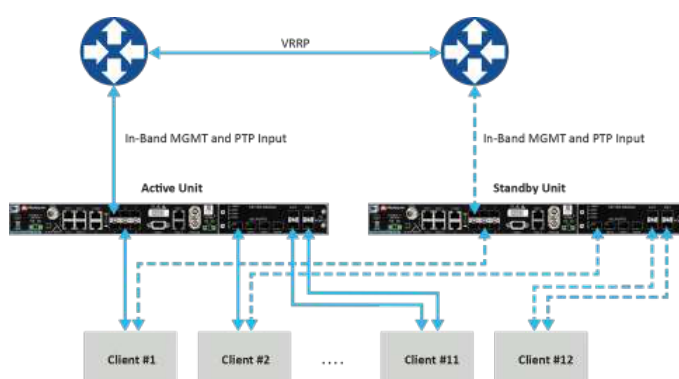 VRRP
In-Band MGMT and PTP Input
In-Band MGMT and PTP Input
Active Unit
Standby Unit
Client #1
Client #2
....
Client #11
Client #12